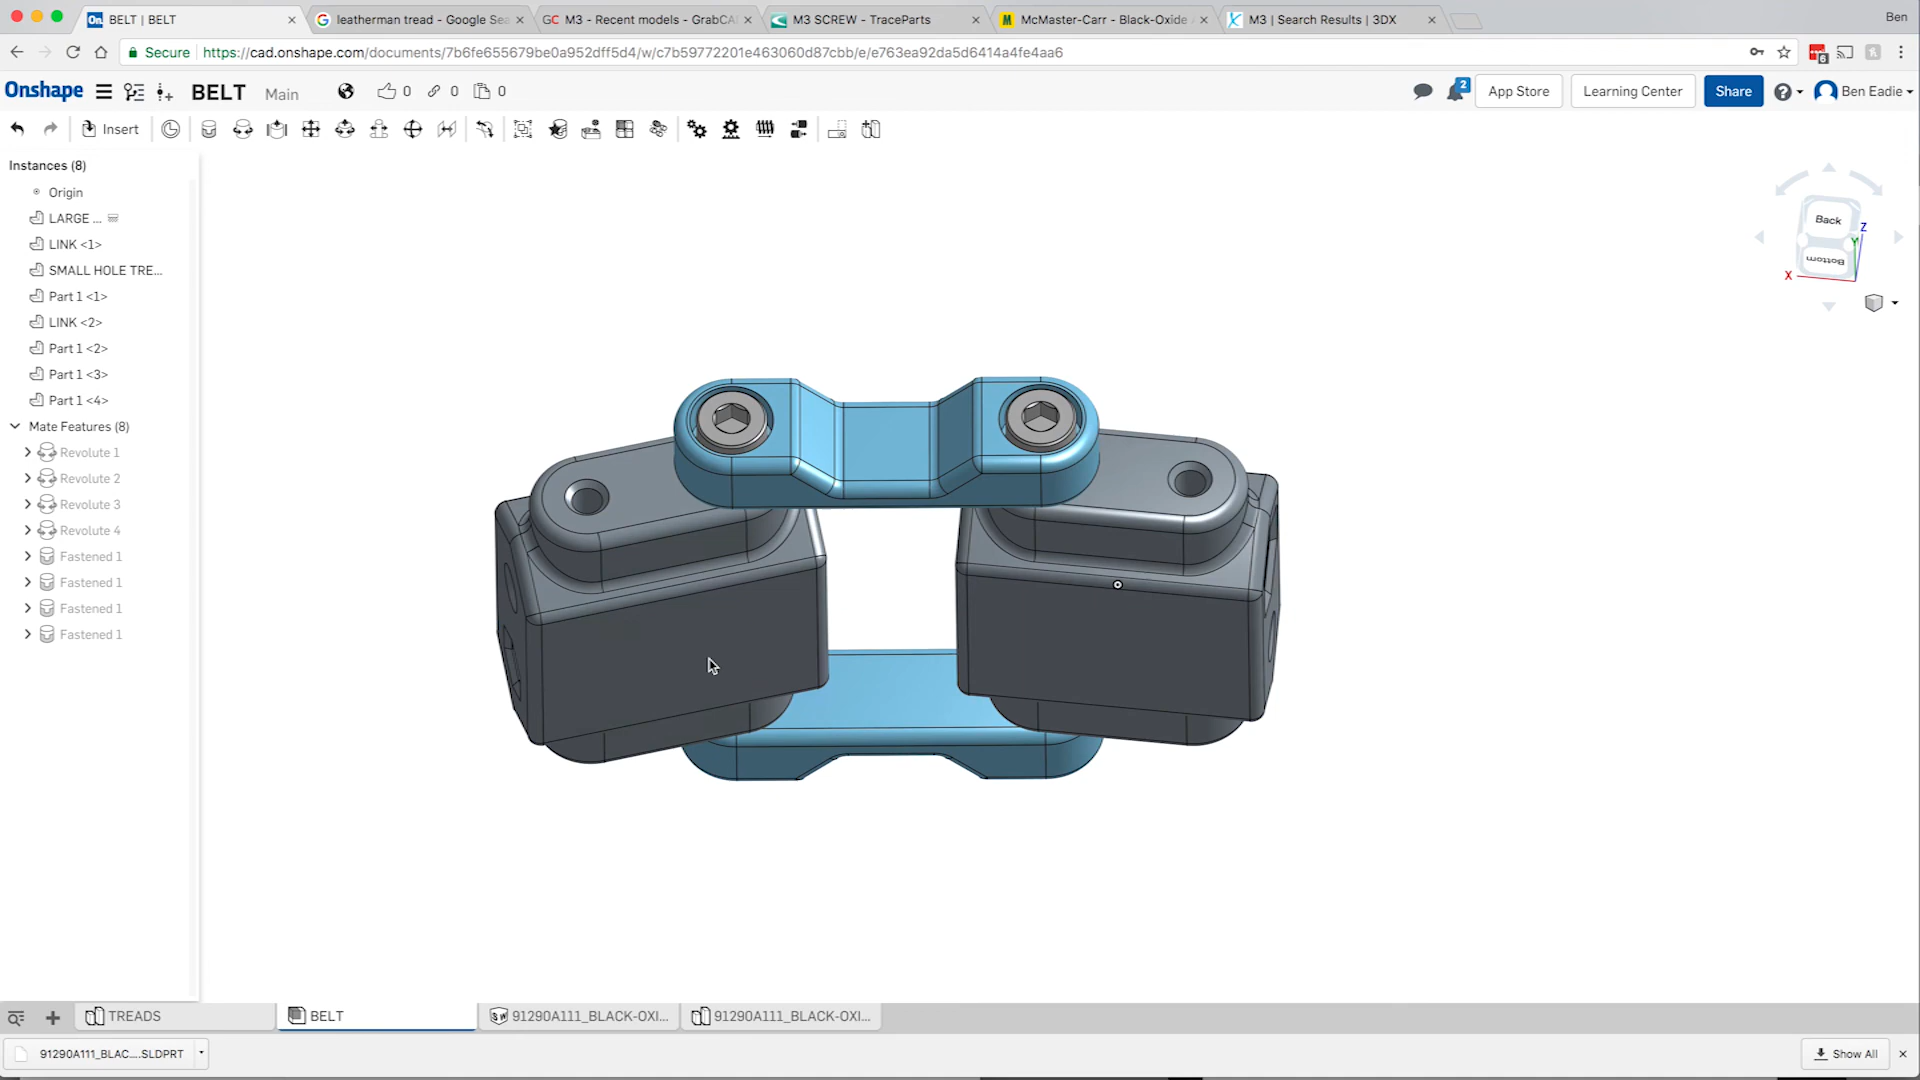 BELT | BELT
leatherman tread - Google Sea
GC M3 - Recent models - GrabCA
M3 SCREW - TraceParts
M McMaster-Carr - Black-Oxide
M3 | Search Results | 3DX
Ben
Secure
https://cad.onshape.com/documents/7b6fe655679be0a952dff5d4/w/c7b59772201e463060d87cbb/e/e763ea92da5d6414a4fe4aa6
6
Onshape
BELT Main
0 0 0
2
App Store
Learning Center
Share
Ben Eadie
Insert
Instances (8)
Origin
LARGE ...
LINK <1>
SMALL HOLE TRE...
Part 1 <1>
LINK <2>
Part 1 <2>
Part 1 <3>
Part 1 <4>
Mate Features (8)
Revolute 1
Revolute 2
Revolute 3
Revolute 4
Fastened 1
Fastened 1
Fastened 1
Fastened 1
Back
Bottom
X
Y
Z
TREADS
BELT
91290A111_BLACK-OXI...
91290A111_BLACK-OXI...
91290A111_BLAC....SLDPRT
Show All